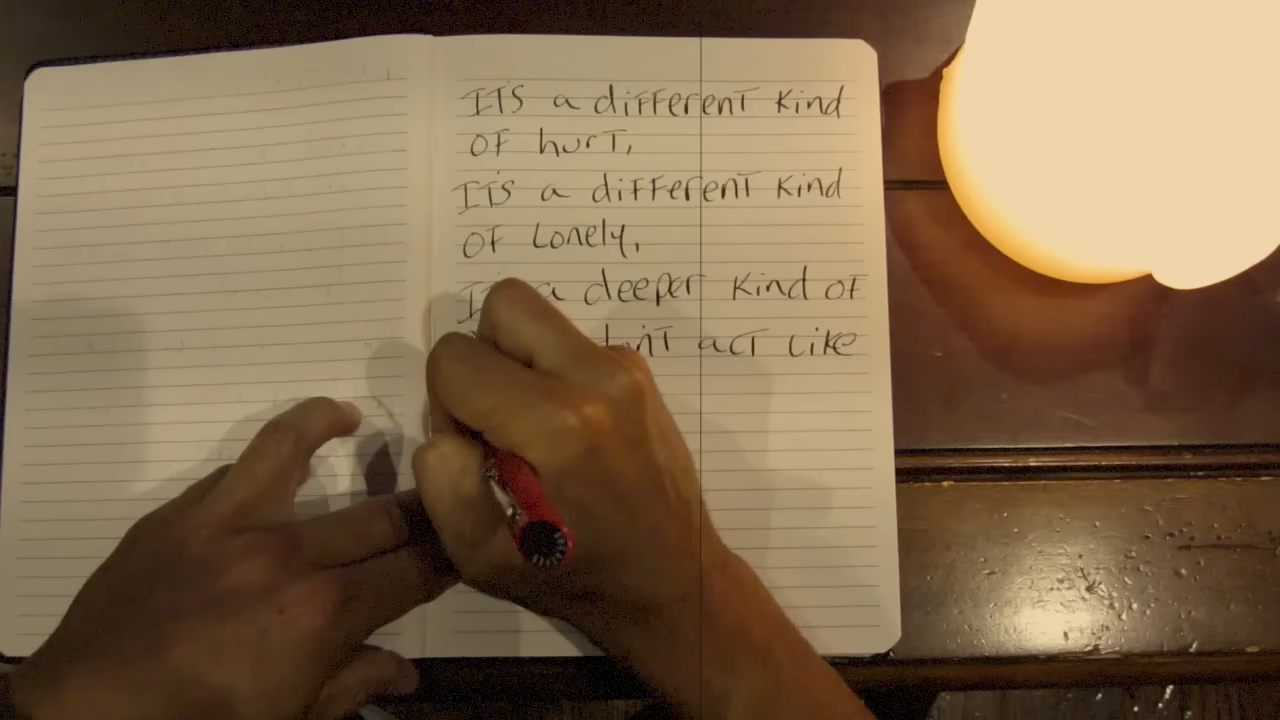 ITS a different kind
OF hurT,
ITS a different kind
OF Lonely,
a deeper kind OF
acT Like